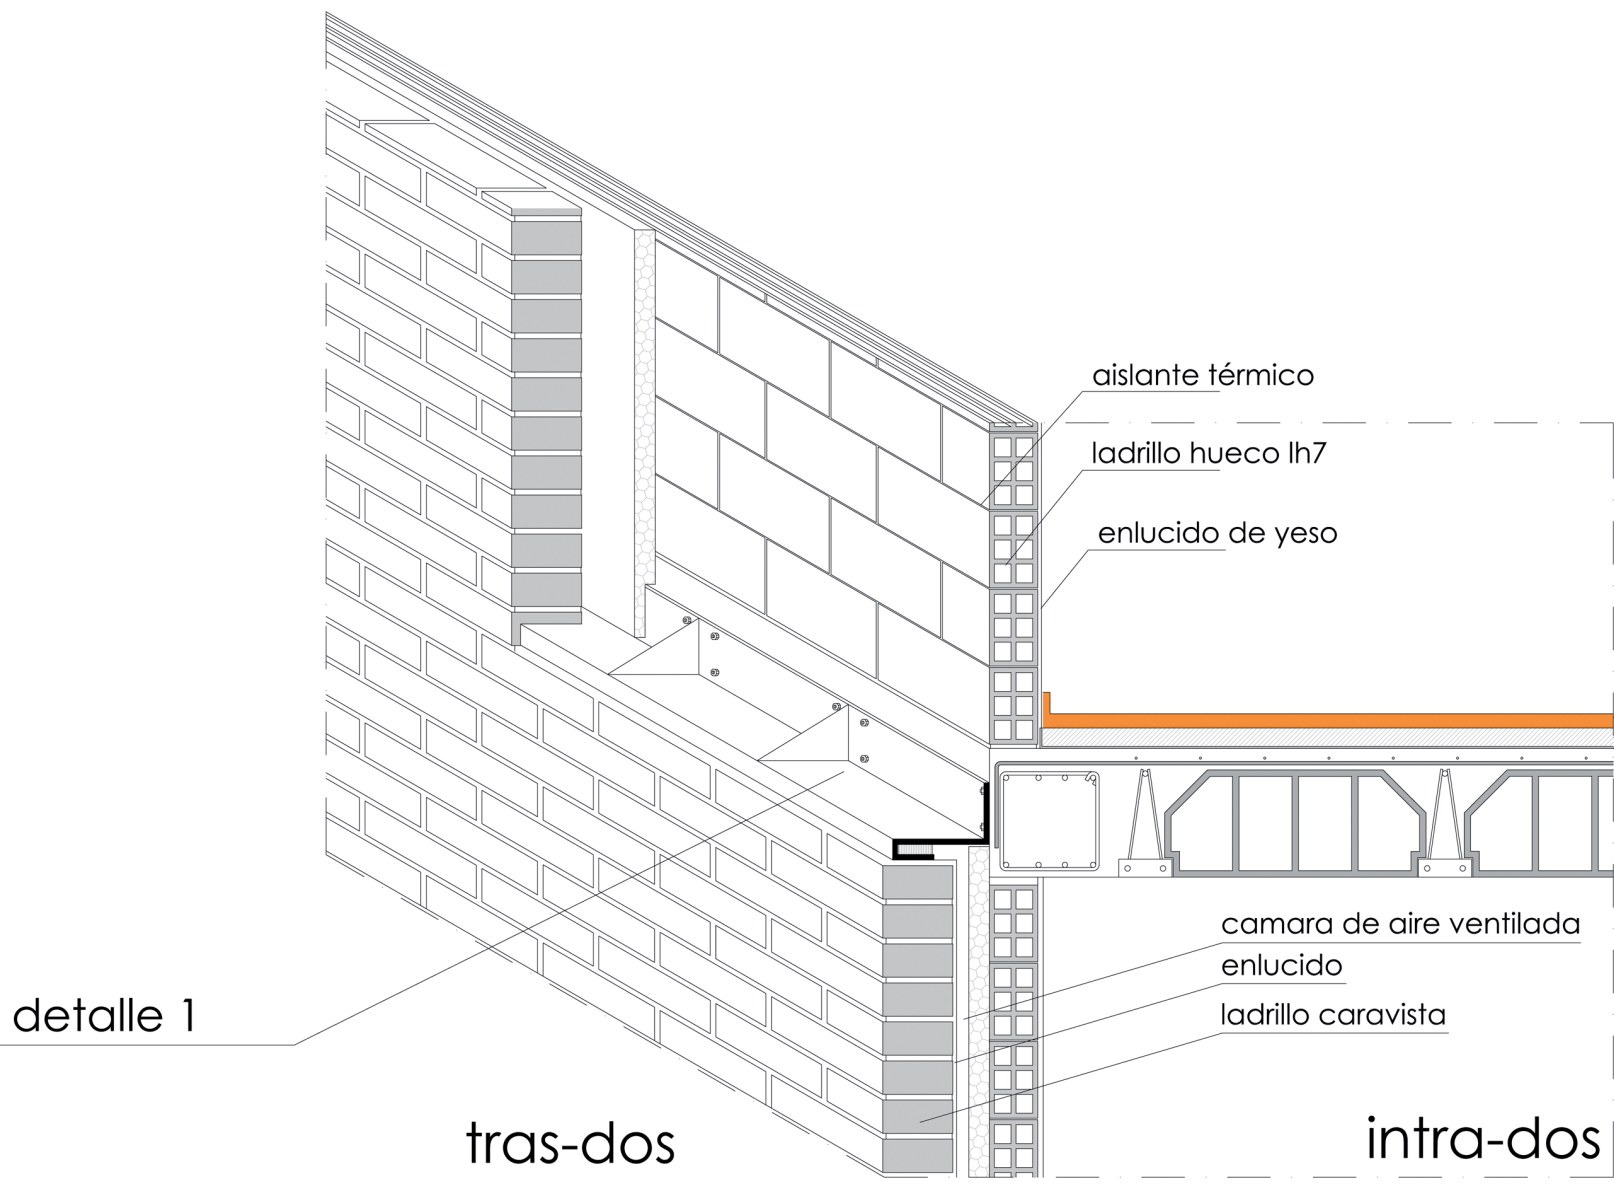 aislante térmico
ladrillo hueco lh7
enlucido de yeso
camara de aire ventilada
enlucido
ladrillo caravista
detalle 1
tras-dos
intra-dos